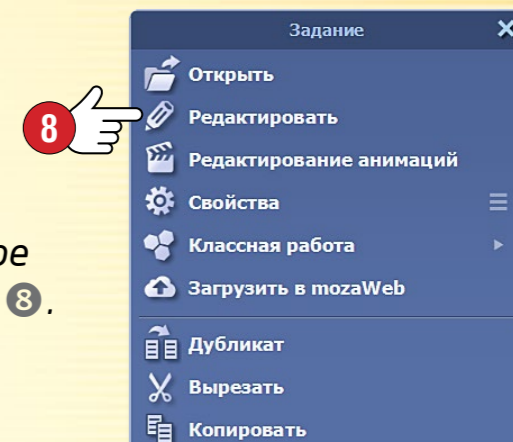 Задание
Открыть
8
Редактировать
Редактирование анимаций
Свойства
Классная работа
Загрузить в mozaWeb
8.
Дубликат
Вырезать
Копировать